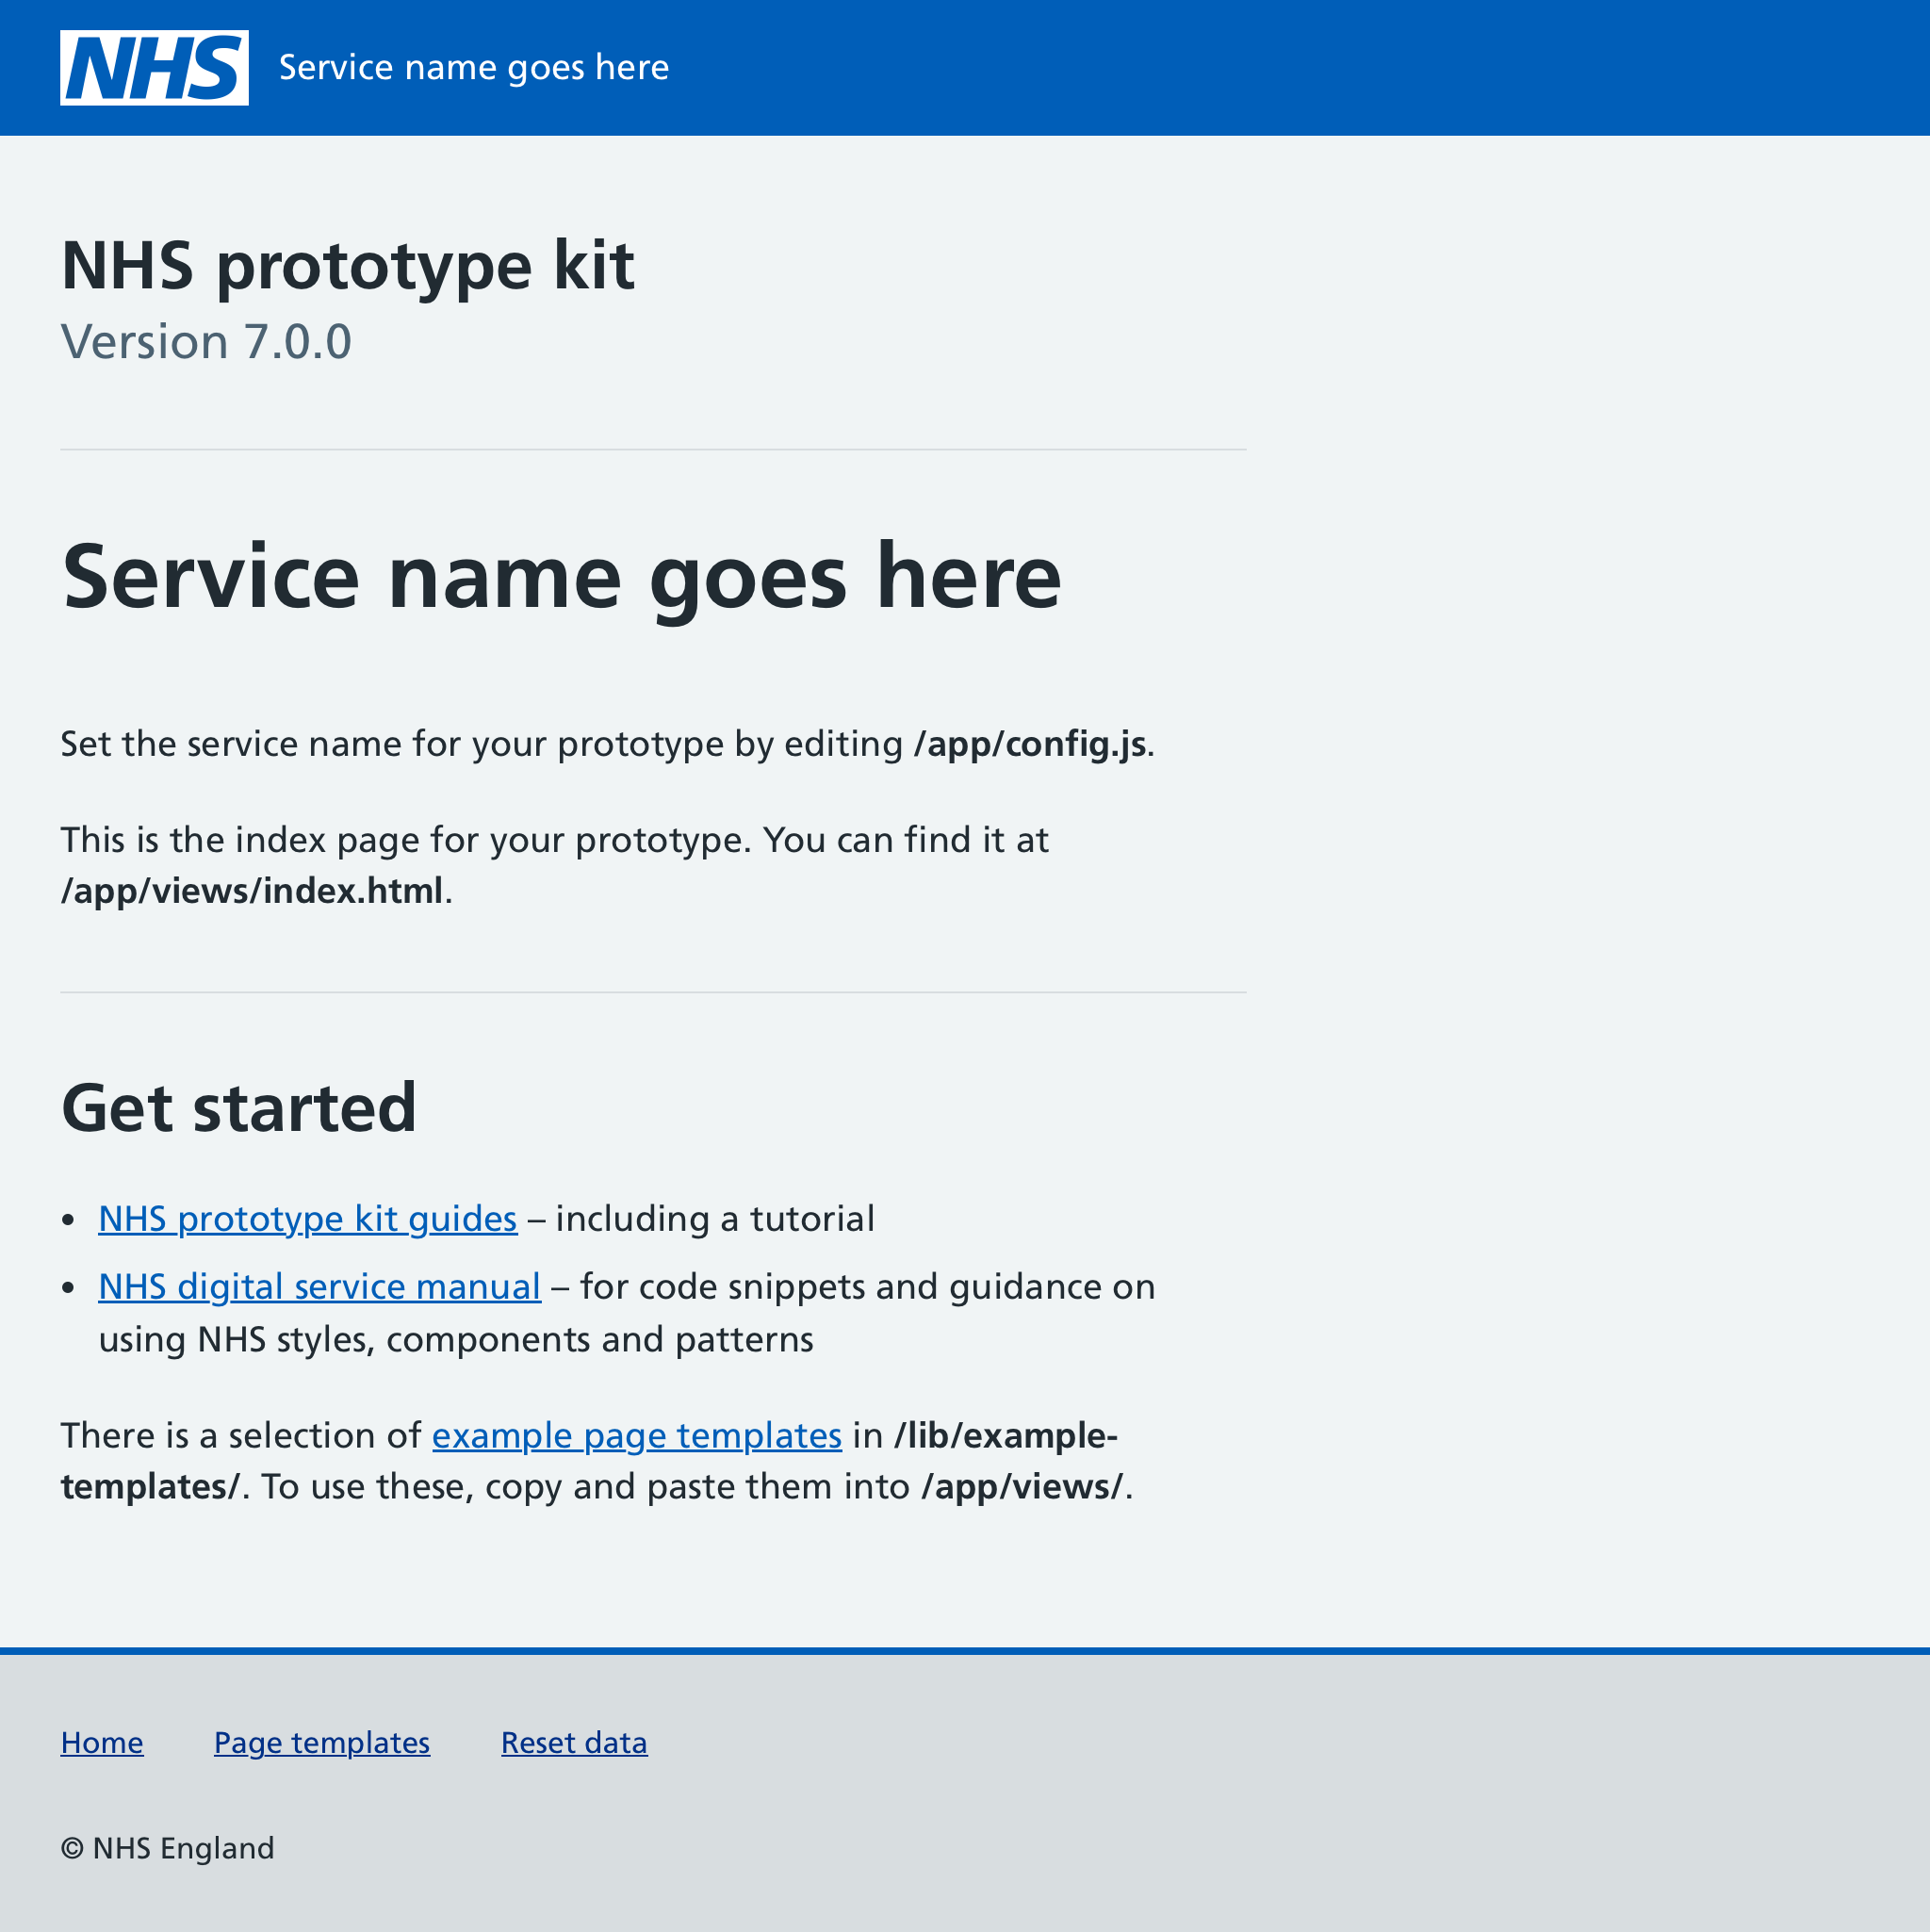 NHS
Service name goes here
NHS prototype kit
Version 7.0.0
Service name goes here
Set the service name for your prototype by editing /app/config.js.
This is the index page for your prototype. You can find it at
/app/views/index.html.
Get started
• NHS prototype kit guides – including a tutorial
• NHS digital service manual – for code snippets and guidance on
using NHS styles, components and patterns
There is a selection of example page templates in /lib/example-
templates/. To use these, copy and paste them into /app/views/.
Home
Page templates
Reset data
© NHS England